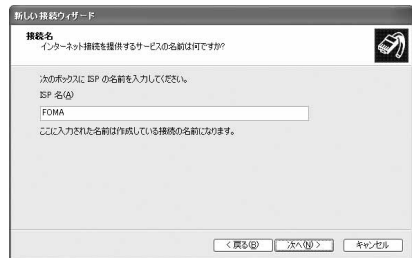 新しい接続ウィザード
接続名
インターネット接続を提供するサービスの名前は何ですか?
次のボックスに ISP の名前を入力してください。
ISP 名(A)
FOMA
ここに入力された名前は作成している接続の名前になります。
< 戻る(B) 次へ(N) > キャンセル